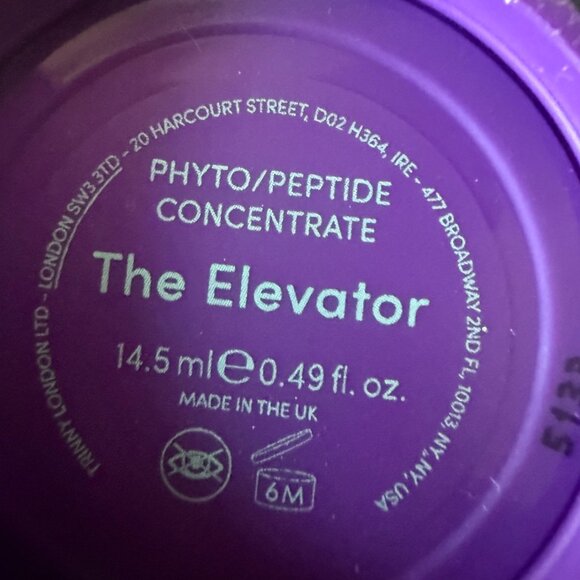 TRINNY LONDON LTD - LONDON SW3 3TD - 20 HARCOURT STREET, D02 H364, IRE - 477 BROADWAY 2ND FL, 10013, NY, NY, USA
PHYTO/PEPTIDE
CONCENTRATE
The Elevator
14.5 ml e 0.49 fl. oz.
MADE IN THE UK
6M